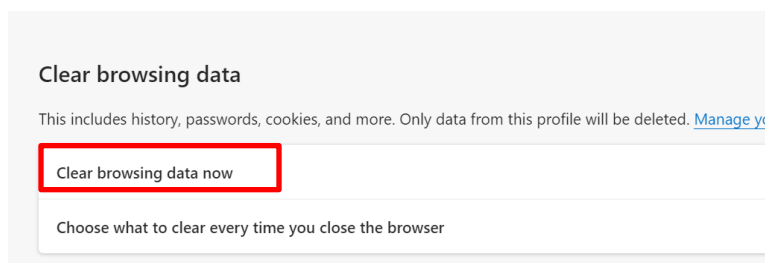 Clear browsing data
This includes history, passwords, cookies, and more. Only data from this profile will be deleted. Manage yo
Clear browsing data now
Choose what to clear every time you close the browser